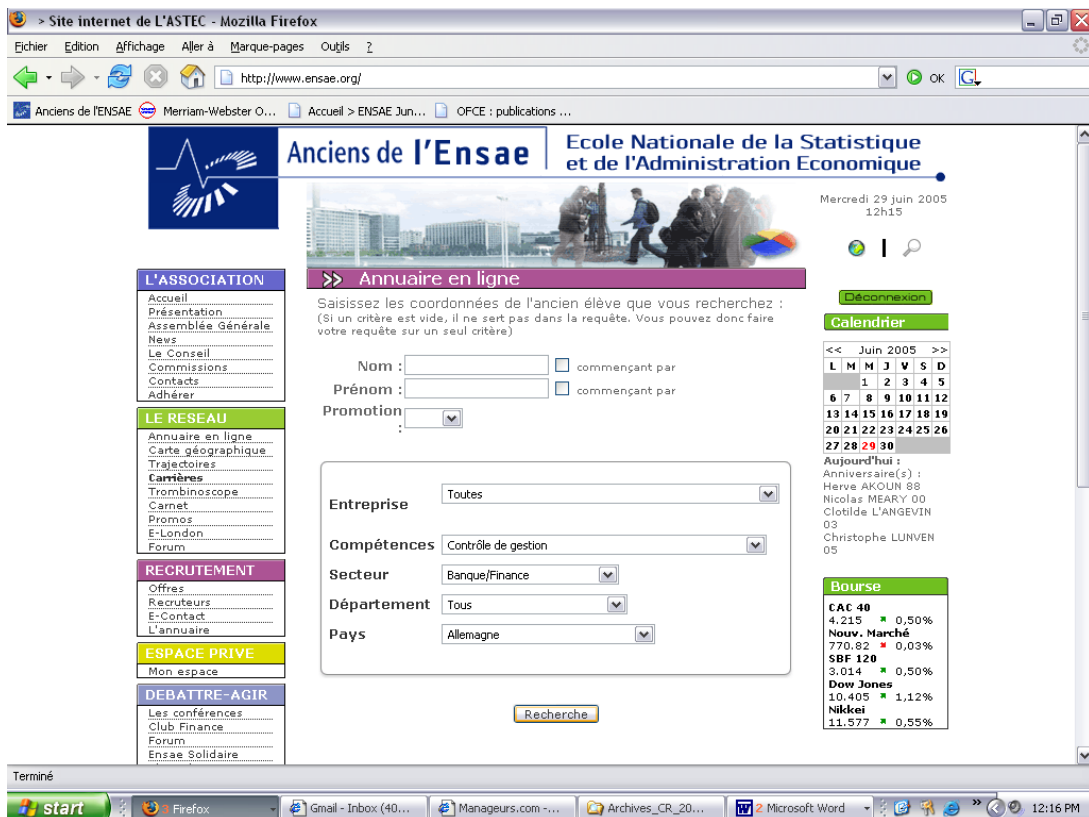 > Site internet de L'ASTEC - Mozilla Firefox
Fichier Edition Affichage Aller à Marque-pages Outils ?
http://www.ensae.org/ OK G
Anciens de l'ENSAE Merriam-Webster O... Accueil > ENSAE Jun... OFCE : publications ...
Anciens de l'Ensae
Ecole Nationale de la Statistique
et de l'Administration Economique
Mercredi 29 juin 2005
12h15
L'ASSOCIATION
Accueil
Présentation
Assemblée Générale
News
Le Conseil
Commissions
Contacts
Adhérer
LE RESEAU
Annuaire en ligne
Carte géographique
Trajectoires
Carrières
Trombinoscope
Carnet
Promos
E-London
Forum
RECRUTEMENT
Offres
Recruteurs
E-Contact
L'annuaire
ESPACE PRIVE
Mon espace
DEBATTRE-AGIR
Les conférences
Club Finance
Forum
Ensae Solidaire
Annuaire en ligne
Saisissez les coordonnées de l'ancien élève que vous recherchez :
(Si un critère est vide, il ne sert pas dans la requête. Vous pouvez donc faire
votre requête sur un seul critère)
Nom : commençant par
Prénom : commençant par
Promotion
:
Entreprise Toutes
Compétences Contrôle de gestion
Secteur Banque/Finance
Département Tous
Pays Allemagne
Recherche
Déconnexion
Calendrier
<< Juin 2005 >>
L M M J V S D
1 2 3 4 5
6 7 8 9 10 11 12
13 14 15 16 17 18 19
20 21 22 23 24 25 26
27 28 29 30
Aujourd'hui :
Anniversaire(s) :
Herve AKOUN 88
Nicolas MEARY 00
Clotilde L'ANGEVIN
03
Christophe LUNVEN
05
Bourse
CAC 40
4.215 0,50%
Nouv. Marché
770.82 0,03%
SBF 120
3.014 0,50%
Dow Jones
10.405 1,12%
Nikkei
11.577 0,55%
Terminé
start 3 Firefox Gmail - Inbox (40... Manageurs.com -... Archives_CR_20... 2 Microsoft Word 12:16 PM